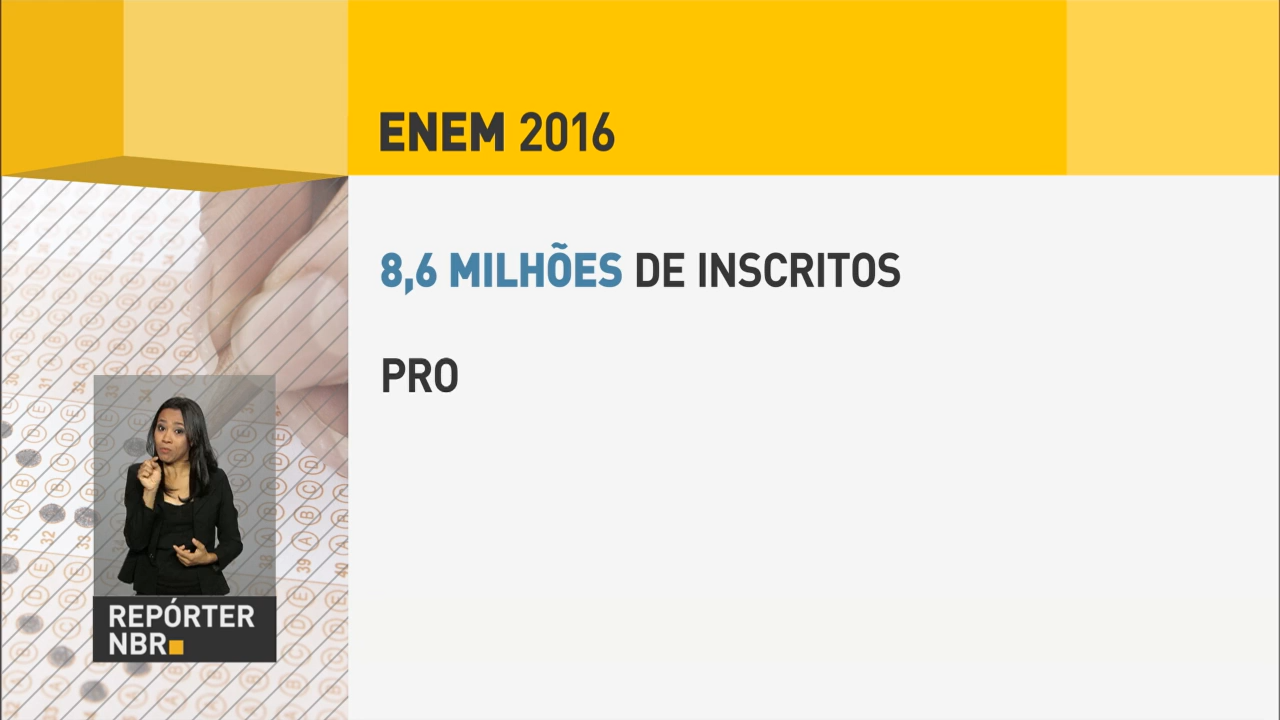 ENEM 2016
8,6 MILHÕES DE INSCRITOS
PRO
REPÓRTER
NBR